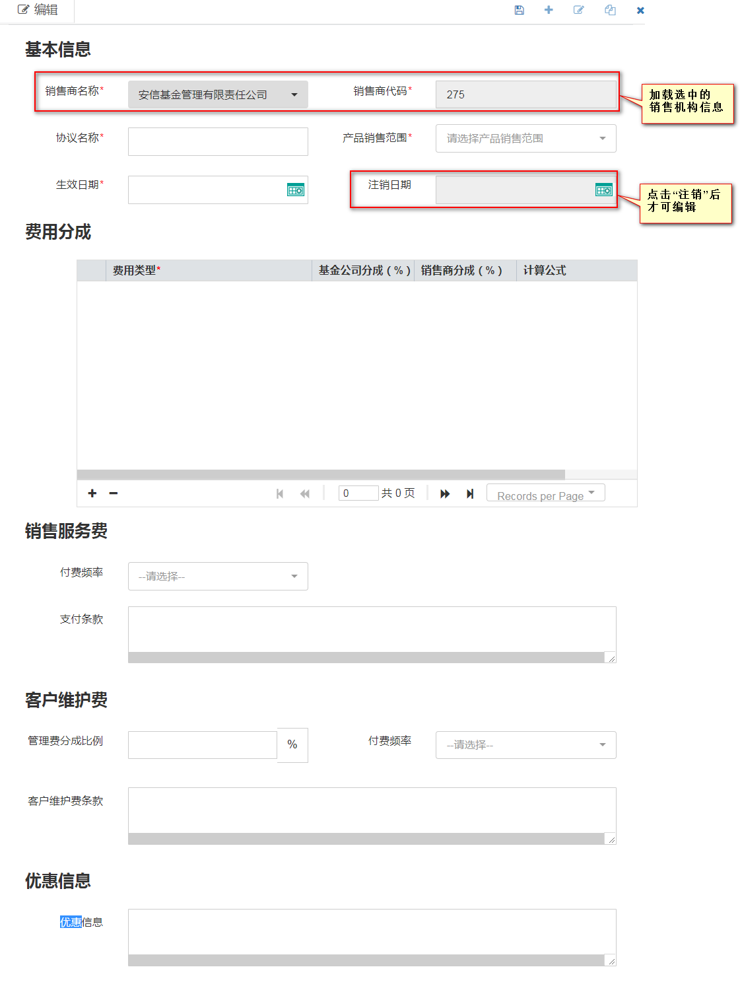 编辑
基本信息
销售商名称* 安信基金管理有限责任公司 销售商代码* 275
加载选中的
销售机构信息
协议名称* 产品销售范围* 请选择产品销售范围
生效日期* 注销日期
点击“注销”后
才可编辑
费用分成
费用类型* 基金公司分成（%） 销售商分成（%） 计算公式
0 共 0 页 Records per Page
销售服务费
付费频率 --请选择--
支付条款
客户维护费
管理费分成比例 % 付费频率 --请选择--
客户维护费条款
优惠信息
优惠信息